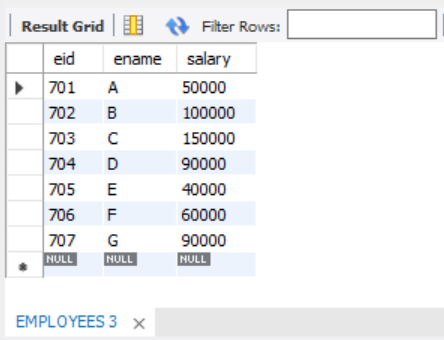 Result Grid Filter Rows:
eid ename salary
701 A 50000
702 B 100000
703 C 150000
704 D 90000
705 E 40000
706 F 60000
707 G 90000
NULL NULL NULL
EMPLOYEES 3